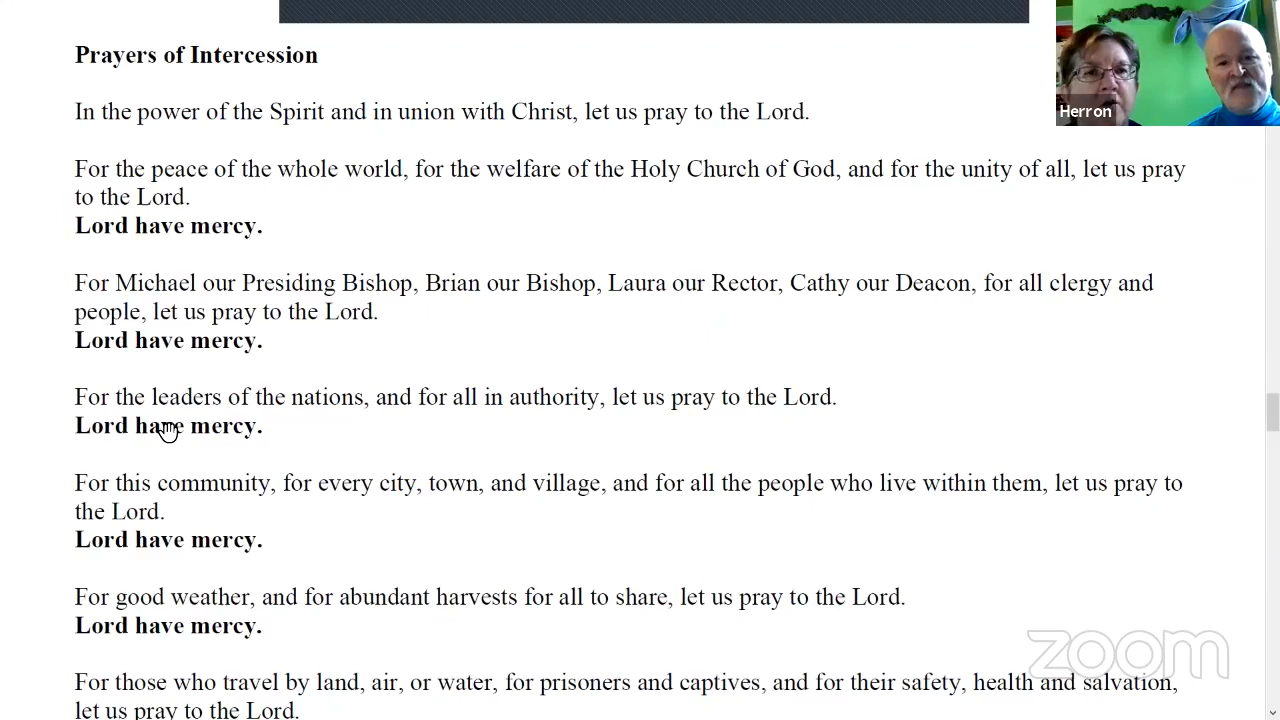 Prayers of Intercession
Herron
In the power of the Spirit and in union with Christ, let us pray to the Lord.
For the peace of the whole world, for the welfare of the Holy Church of God, and for the unity of all, let us pray
to the Lord.
Lord have mercy.
For Michael our Presiding Bishop, Brian our Bishop, Laura our Rector, Cathy our Deacon, for all clergy and
people, let us pray to the Lord.
Lord have mercy.
For the leaders of the nations, and for all in authority, let us pray to the Lord.
Lord have mercy.
For this community, for every city, town, and village, and for all the people who live within them, let us pray to
the Lord.
Lord have mercy.
For good weather, and for abundant harvests for all to share, let us pray to the Lord.
Lord have mercy.
zoom
For those who travel by land, air, or water, for prisoners and captives, and for their safety, health and salvation,
let us pray to the Lord.